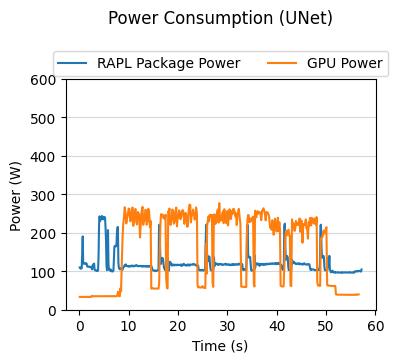 Power Consumption (UNet)
RAPL Package Power GPU Power
600
500
400
300
200
100
0
Power (W)
0 10 20 30 40 50 60
Time (s)